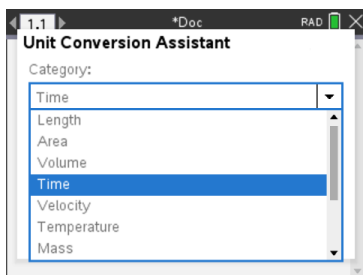 1.1 *Doc RAD
Unit Conversion Assistant
Category:
Time
Length
Area
Volume
Time
Velocity
Temperature
Mass